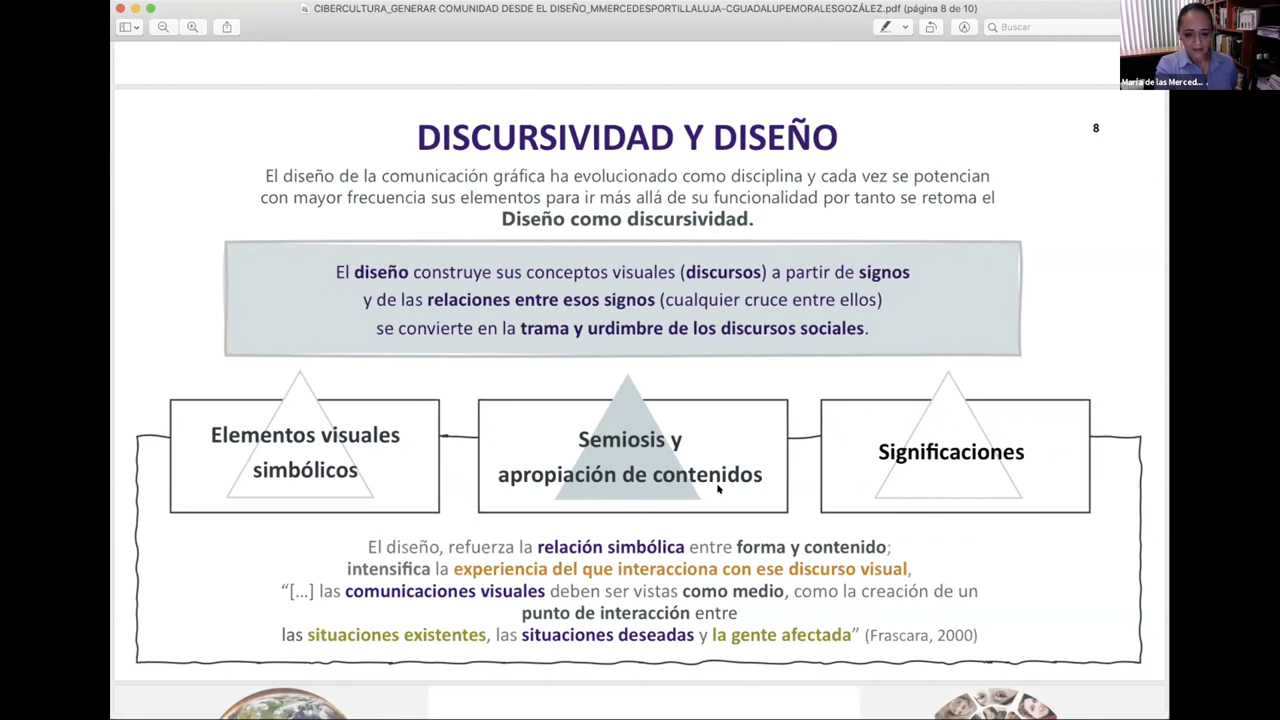 CIBERCULTURA_GENERAR COMUNIDAD DESDE EL DISEÑO_MMERCEDESPORTILLALUJA-CGUADALUPEMORALESGOZÁLEZ.pdf (página 8 de 10)
Buscar
María de las Merced...
8
DISCURSIVIDAD Y DISEÑO
El diseño de la comunicación gráfica ha evolucionado como disciplina y cada vez se potencian
con mayor frecuencia sus elementos para ir más allá de su funcionalidad por tanto se retoma el
Diseño como discursividad.
El diseño construye sus conceptos visuales (discursos) a partir de signos
y de las relaciones entre esos signos (cualquier cruce entre ellos)
se convierte en la trama y urdimbre de los discursos sociales.
Elementos visuales
simbólicos
Semiosis y
apropiación de contenidos
Significaciones
El diseño, refuerza la relación simbólica entre forma y contenido;
intensifica la experiencia del que interacciona con ese discurso visual,
“[…] las comunicaciones visuales deben ser vistas como medio, como la creación de un
punto de interacción entre
las situaciones existentes, las situaciones deseadas y la gente afectada” (Frascara, 2000)